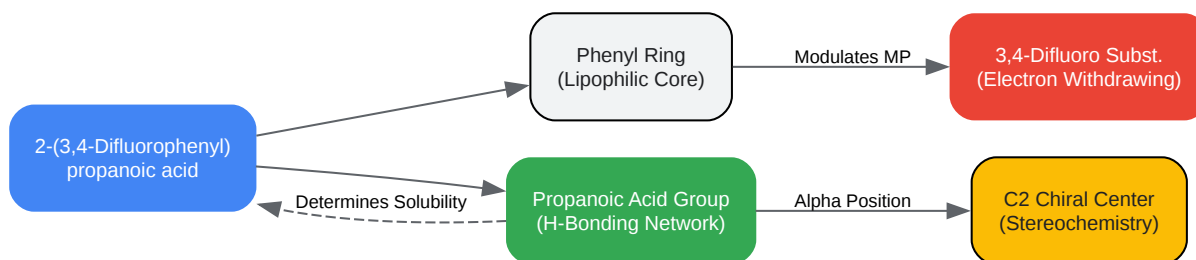 Phenyl Ring
(Lipophilic Core)
Modulates MP
3,4-Difluoro Subst.
(Electron Withdrawing)
2-(3,4-Difluorophenyl)
propanoic acid
Determines Solubility
Propanoic Acid Group
(H-Bonding Network)
Alpha Position
C2 Chiral Center
(Stereochemistry)